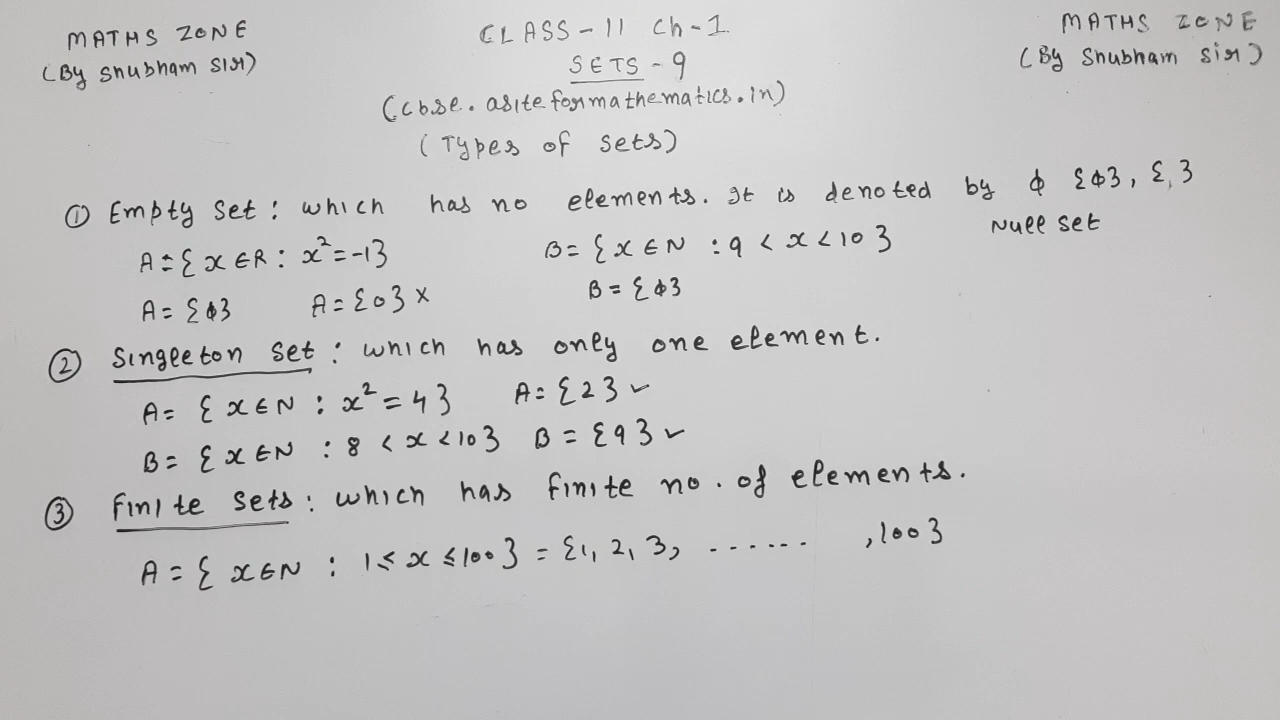 MATHS ZONE
(By Shubham Sir)
CLASS - 11 Ch-1
SETS - 9
(cbse.asiteformathematics.in)
(Types of sets)
MATHS ZONE
(By Shubham Sir)
① Empty set : which has no elements. It is denoted by ϕ {ϕ}, { }
Null set
A = {x ∈ R : x² = -1} B = {x ∈ N : 9 < x < 10}
A = {ϕ} A = {0} × B = {ϕ}
② Singleton set : which has only one element.
A = {x ∈ N : x² = 4} A = {2} ✓
B = {x ∈ N : 8 < x < 10} B = {9} ✓
③ Finite sets : which has finite no. of elements.
A = {x ∈ N : 1 ≤ x ≤ 100} = {1, 2, 3, ...... ,100}